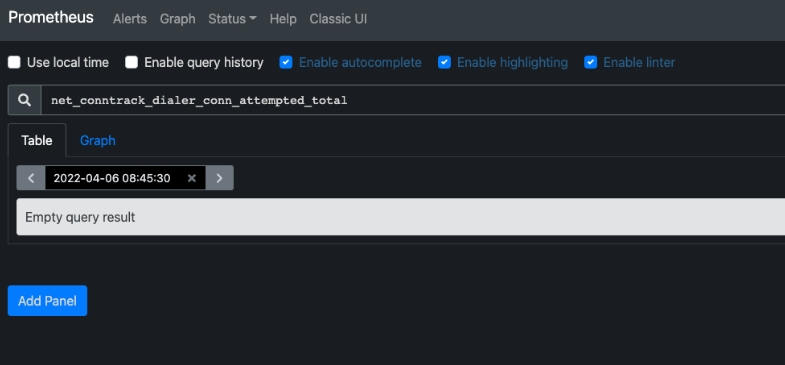 Prometheus Alerts Graph Status Help Classic UI
Use local time Enable query history Enable autocomplete Enable highlighting Enable linter
net_conntrack_dialer_conn_attempted_total
Table Graph
2022-04-06 08:45:30
Empty query result
Add Panel